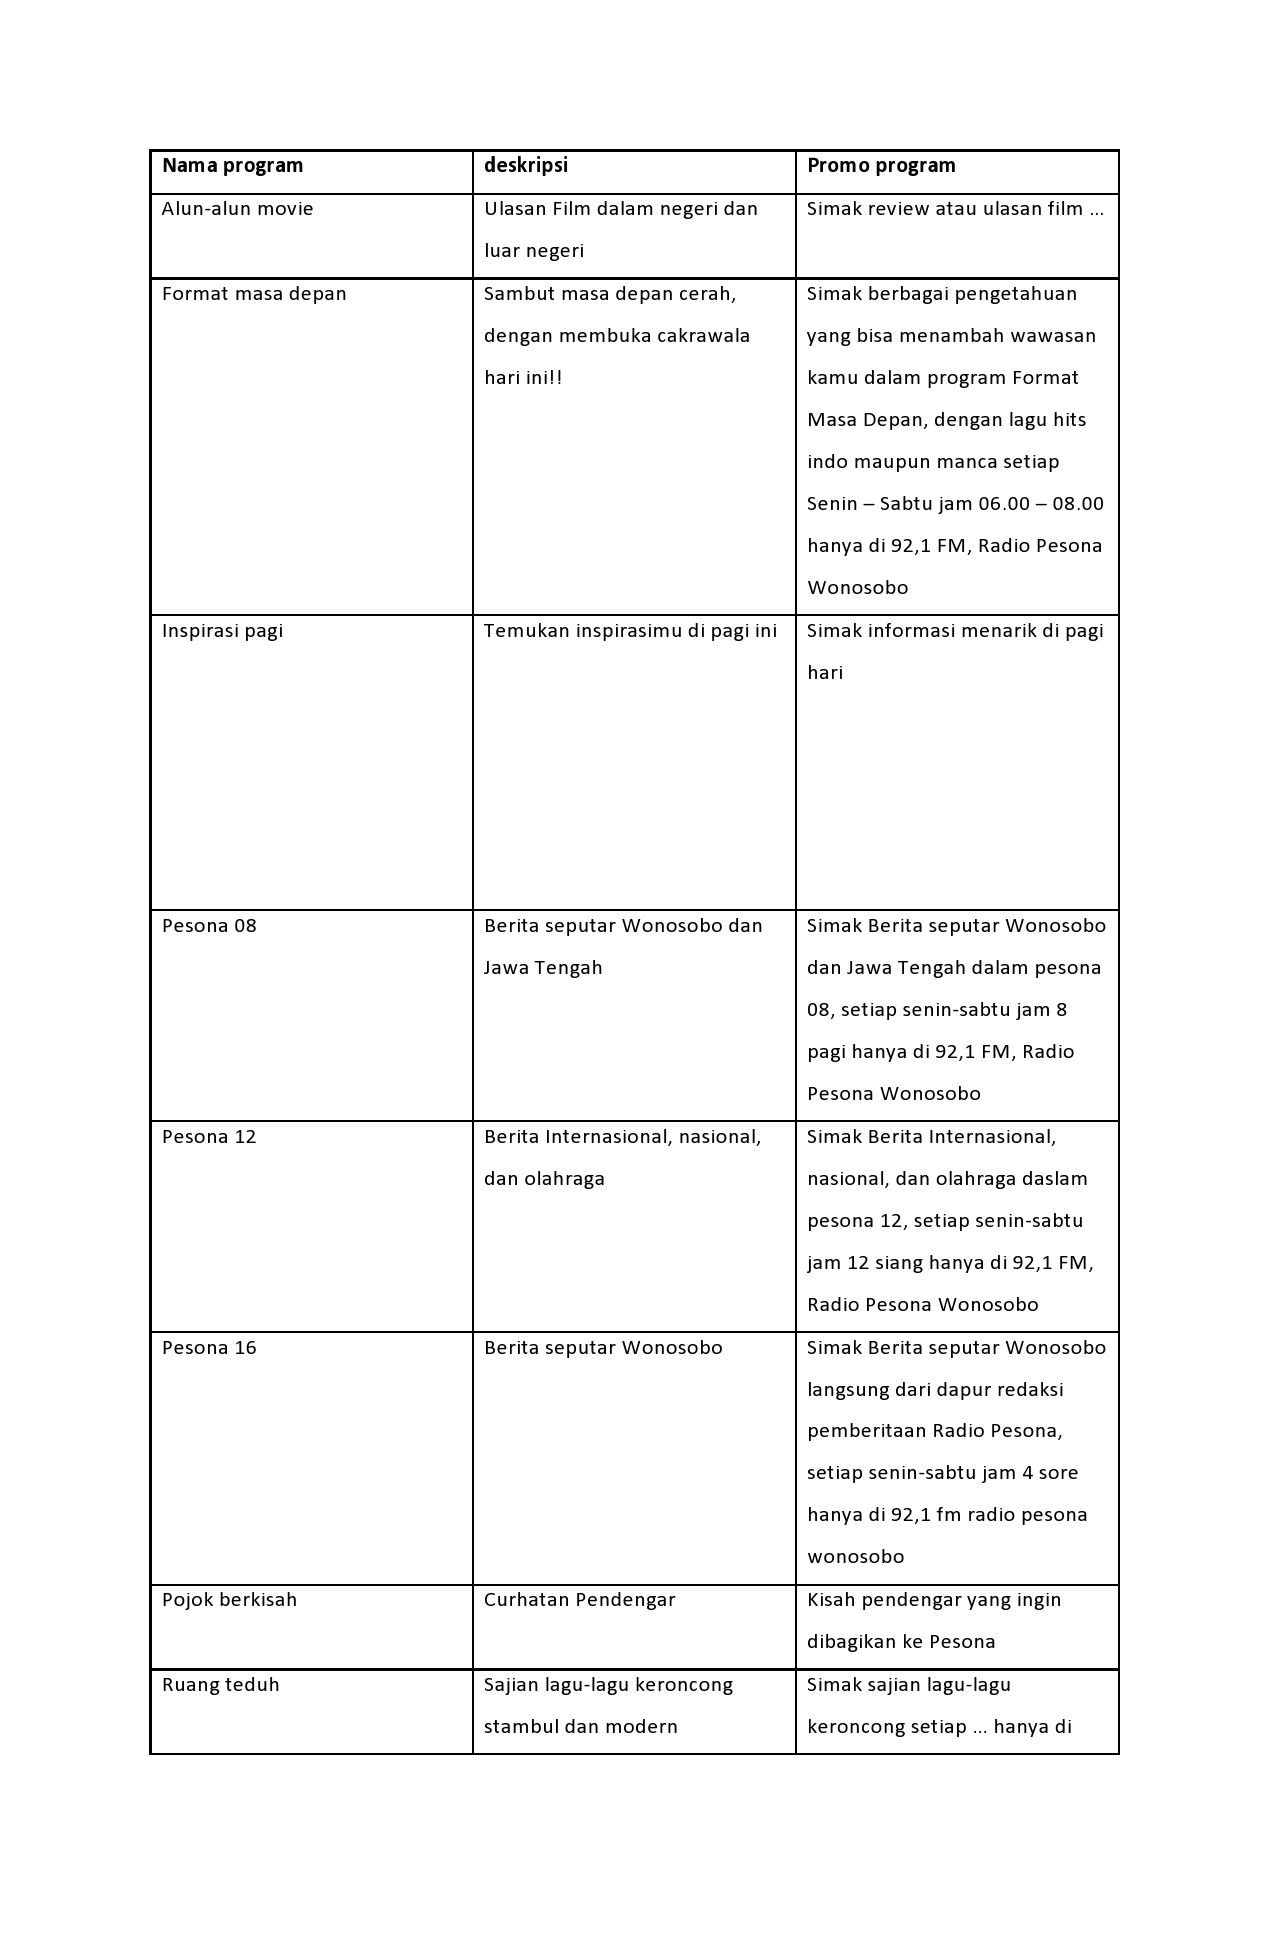 Nama program
deskripsi
Promo program
Alun-alun movie
Ulasan Film dalam negeri dan
luar negeri
Simak review atau ulasan film ...
Format masa depan
Sambut masa depan cerah,
dengan membuka cakrawala
hari ini!!
Simak berbagai pengetahuan
yang bisa menambah wawasan
kamu dalam program Format
Masa Depan, dengan lagu hits
indo maupun manca setiap
Senin – Sabtu jam 06.00 – 08.00
hanya di 92,1 FM, Radio Pesona
Wonosobo
Inspirasi pagi
Temukan inspirasimu di pagi ini
Simak informasi menarik di pagi
hari
Pesona 08
Berita seputar Wonosobo dan
Jawa Tengah
Simak Berita seputar Wonosobo
dan Jawa Tengah dalam pesona
08, setiap senin-sabtu jam 8
pagi hanya di 92,1 FM, Radio
Pesona Wonosobo
Pesona 12
Berita Internasional, nasional,
dan olahraga
Simak Berita Internasional,
nasional, dan olahraga daslam
pesona 12, setiap senin-sabtu
jam 12 siang hanya di 92,1 FM,
Radio Pesona Wonosobo
Pesona 16
Berita seputar Wonosobo
Simak Berita seputar Wonosobo
langsung dari dapur redaksi
pemberitaan Radio Pesona,
setiap senin-sabtu jam 4 sore
hanya di 92,1 fm radio pesona
wonosobo
Pojok berkisah
Curhatan Pendengar
Kisah pendengar yang ingin
dibagikan ke Pesona
Ruang teduh
Sajian lagu-lagu keroncong
stambul dan modern
Simak sajian lagu-lagu
keroncong setiap ... hanya di